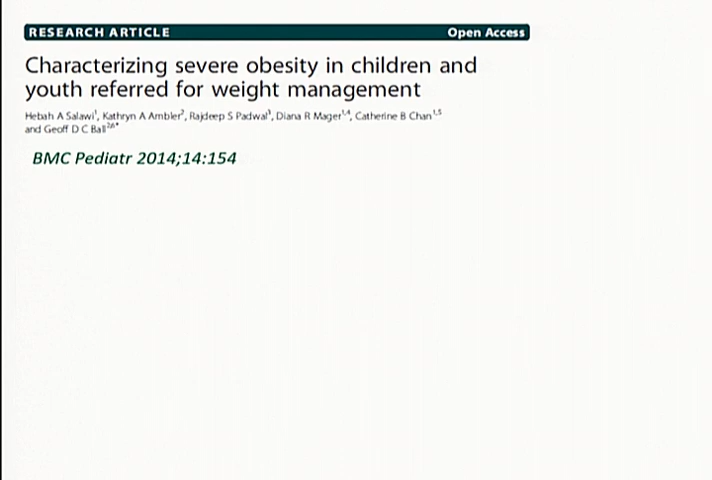 RESEARCH ARTICLE Open Access
Characterizing severe obesity in children and
youth referred for weight management
Hebah A Salawi¹, Kathryn A Ambler², Rajdeep S Padwal³, Diana R Mager¹,⁴, Catherine B Chan¹,⁵
and Geoff D C Ball²,⁶*
BMC Pediatr 2014;14:154